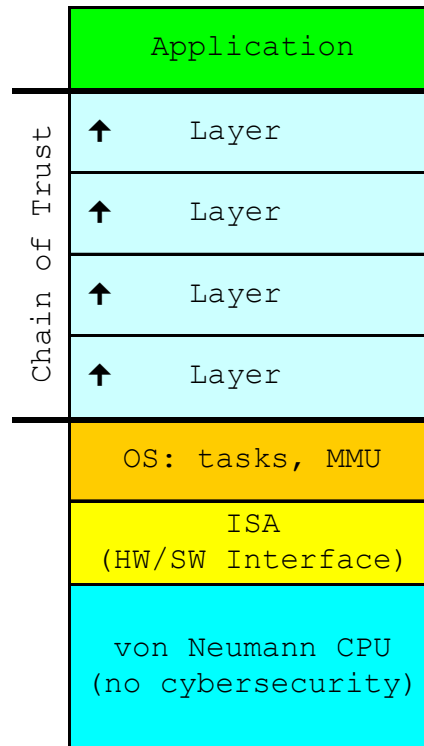 Application
Chain of Trust
Layer
Layer
Layer
Layer
OS: tasks, MMU
ISA
(HW/SW Interface)
von Neumann CPU
(no cybersecurity)